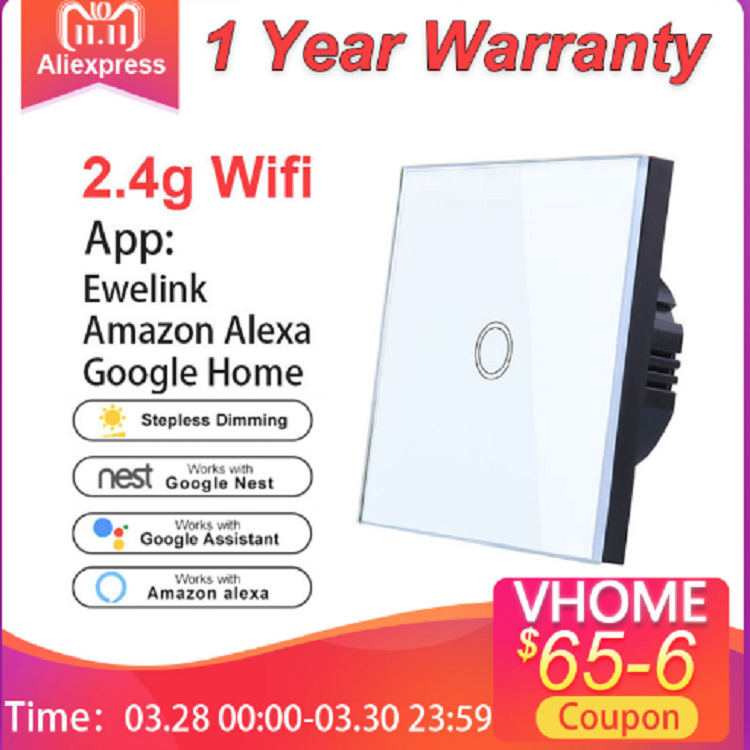 11.11
Aliexpress
1 Year Warranty
2.4g Wifi
App:
Ewelink
Amazon Alexa
Google Home
Stepless Dimming
nest
Works with
Google Nest
Works with
Google Assistant
Works with
Amazon alexa
VHOME
$65-6
Coupon
Time: 03.28 00:00-03.30 23:59